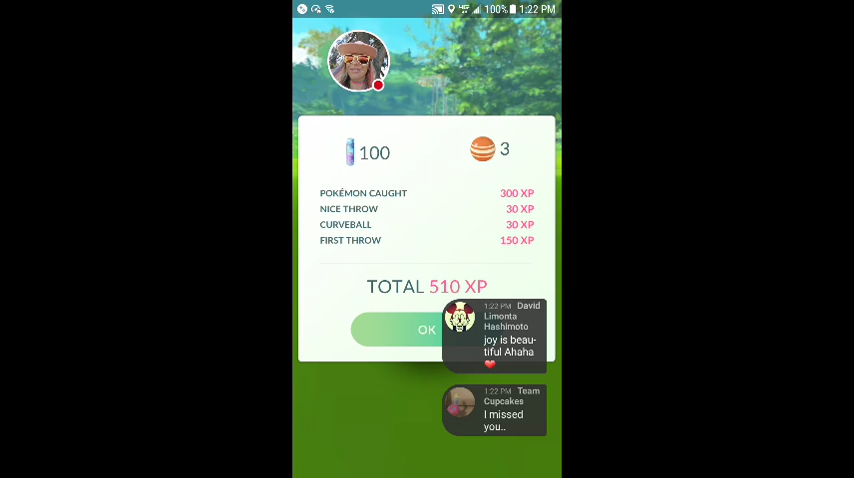 100% 1:22 PM
100
3
POKÉMON CAUGHT 300 XP
NICE THROW 30 XP
CURVEBALL 30 XP
FIRST THROW 150 XP
TOTAL 510 XP
OK
1:22 PM David
Limonta
Hashimoto
joy is beau-
tiful Ahaha
❤️
1:22 PM Team
Cupcakes
I missed
you..